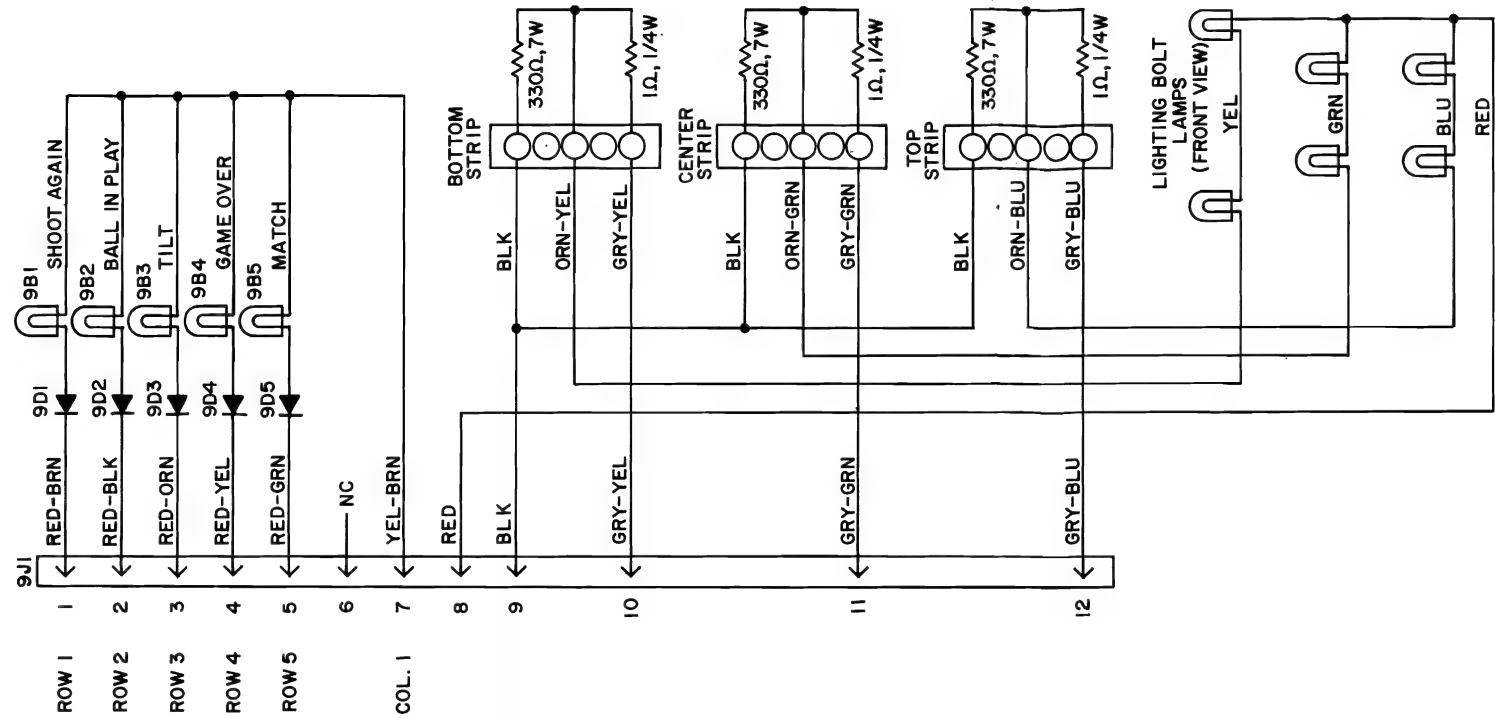 9J1
ROW 1
1
RED-BRN
9D1
9B1
SHOOT AGAIN
ROW 2
2
RED-BLK
9D2
9B2
BALL IN PLAY
ROW 3
3
RED-ORN
9D3
9B3
TILT
ROW 4
4
RED-YEL
9D4
9B4
GAME OVER
ROW 5
5
RED-GRN
9D5
9B5
MATCH
6
NC
COL. 1
7
YEL-BRN
8
RED
9
BLK
BLK
BOTTOM
STRIP
330Ω, 7W
ORN-YEL
10
GRY-YEL
GRY-YEL
1Ω, 1/4W
BLK
CENTER
STRIP
330Ω, 7W
ORN-GRN
11
GRY-GRN
GRY-GRN
1Ω, 1/4W
BLK
TOP
STRIP
330Ω, 7W
ORN-BLU
12
GRY-BLU
GRY-BLU
1Ω, 1/4W
LIGHTING BOLT
LAMPS
(FRONT VIEW)
YEL
GRN
BLU
RED